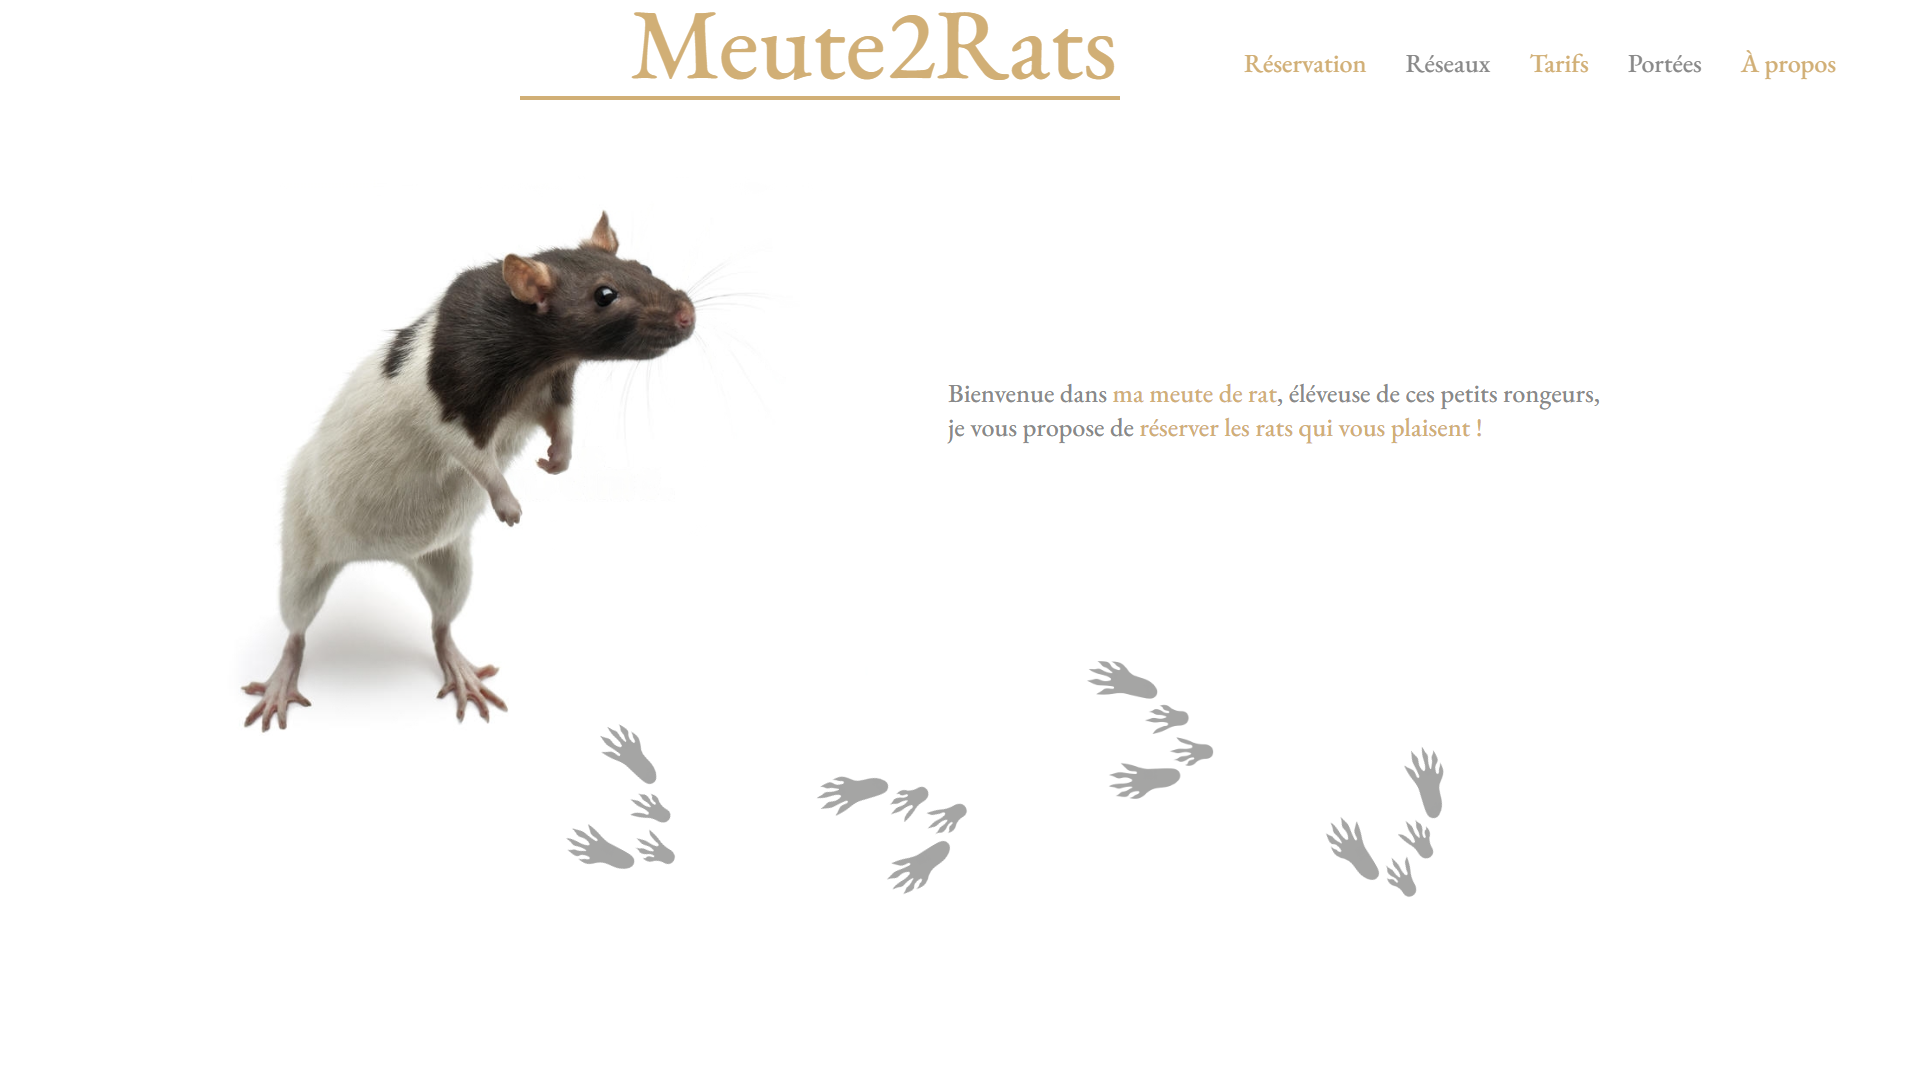 Meute2Rats
Réservation Réseaux Tarifs Portées À propos
Bienvenue dans ma meute de rat, éléveuse de ces petits rongeurs,
je vous propose de réserver les rats qui vous plaisent !